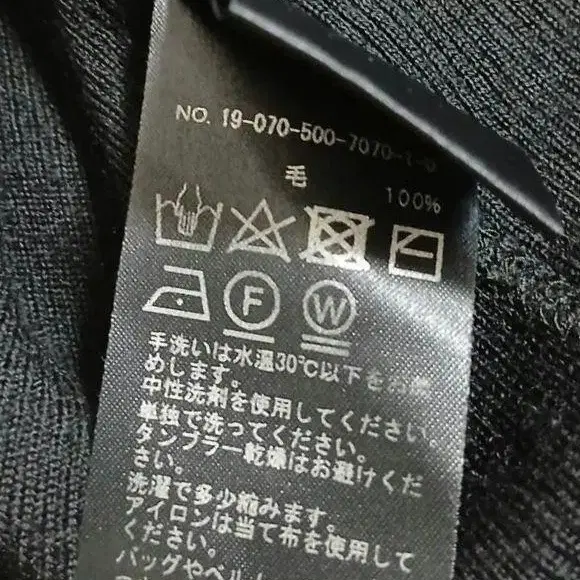 NO. 19-070-500-7070-1-0
毛 100%
F W
手洗いは水温30℃以下をお勧
めします。
中性洗剤を使用してください。
単独で洗ってください。
タンブラー乾燥はお避けくだ
さい。
洗濯で多少縮みます。
アイロンは当て布を使用して
ください。
バッグやベル